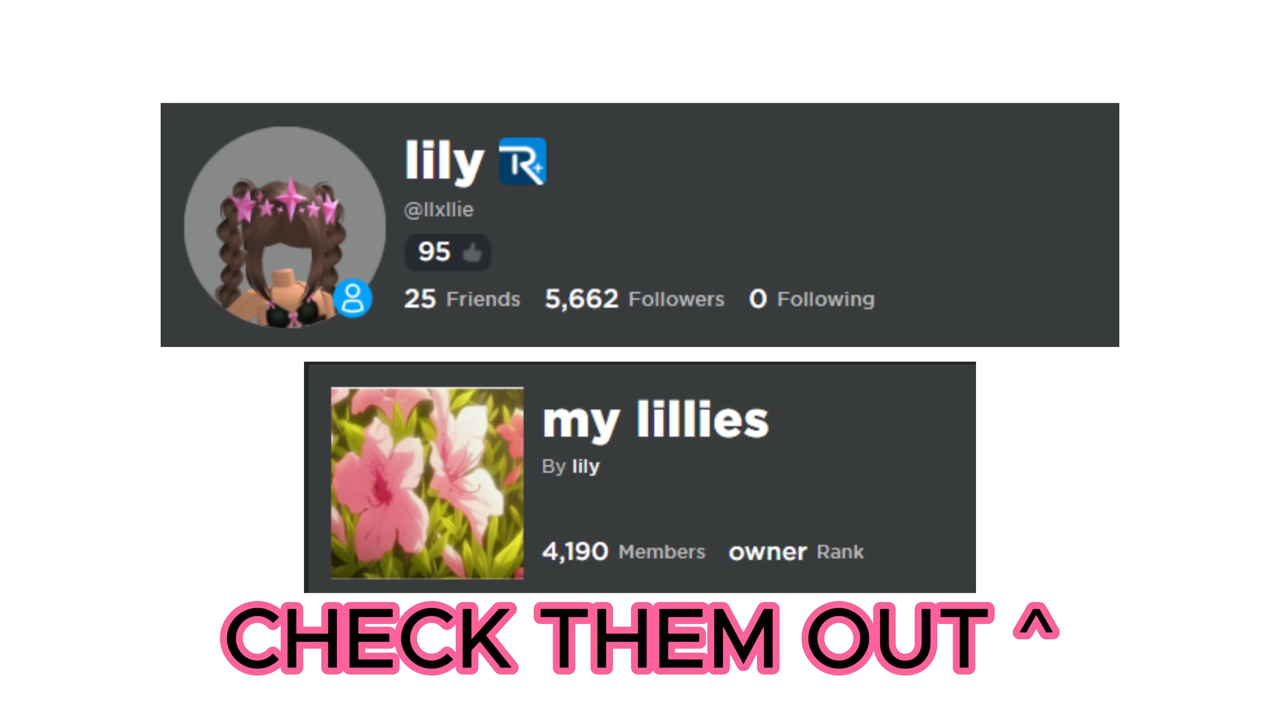 lily R+
@llxllie
95
25 Friends 5,662 Followers 0 Following
my lillies
By lily
4,190 Members owner Rank
CHECK THEM OUT ^